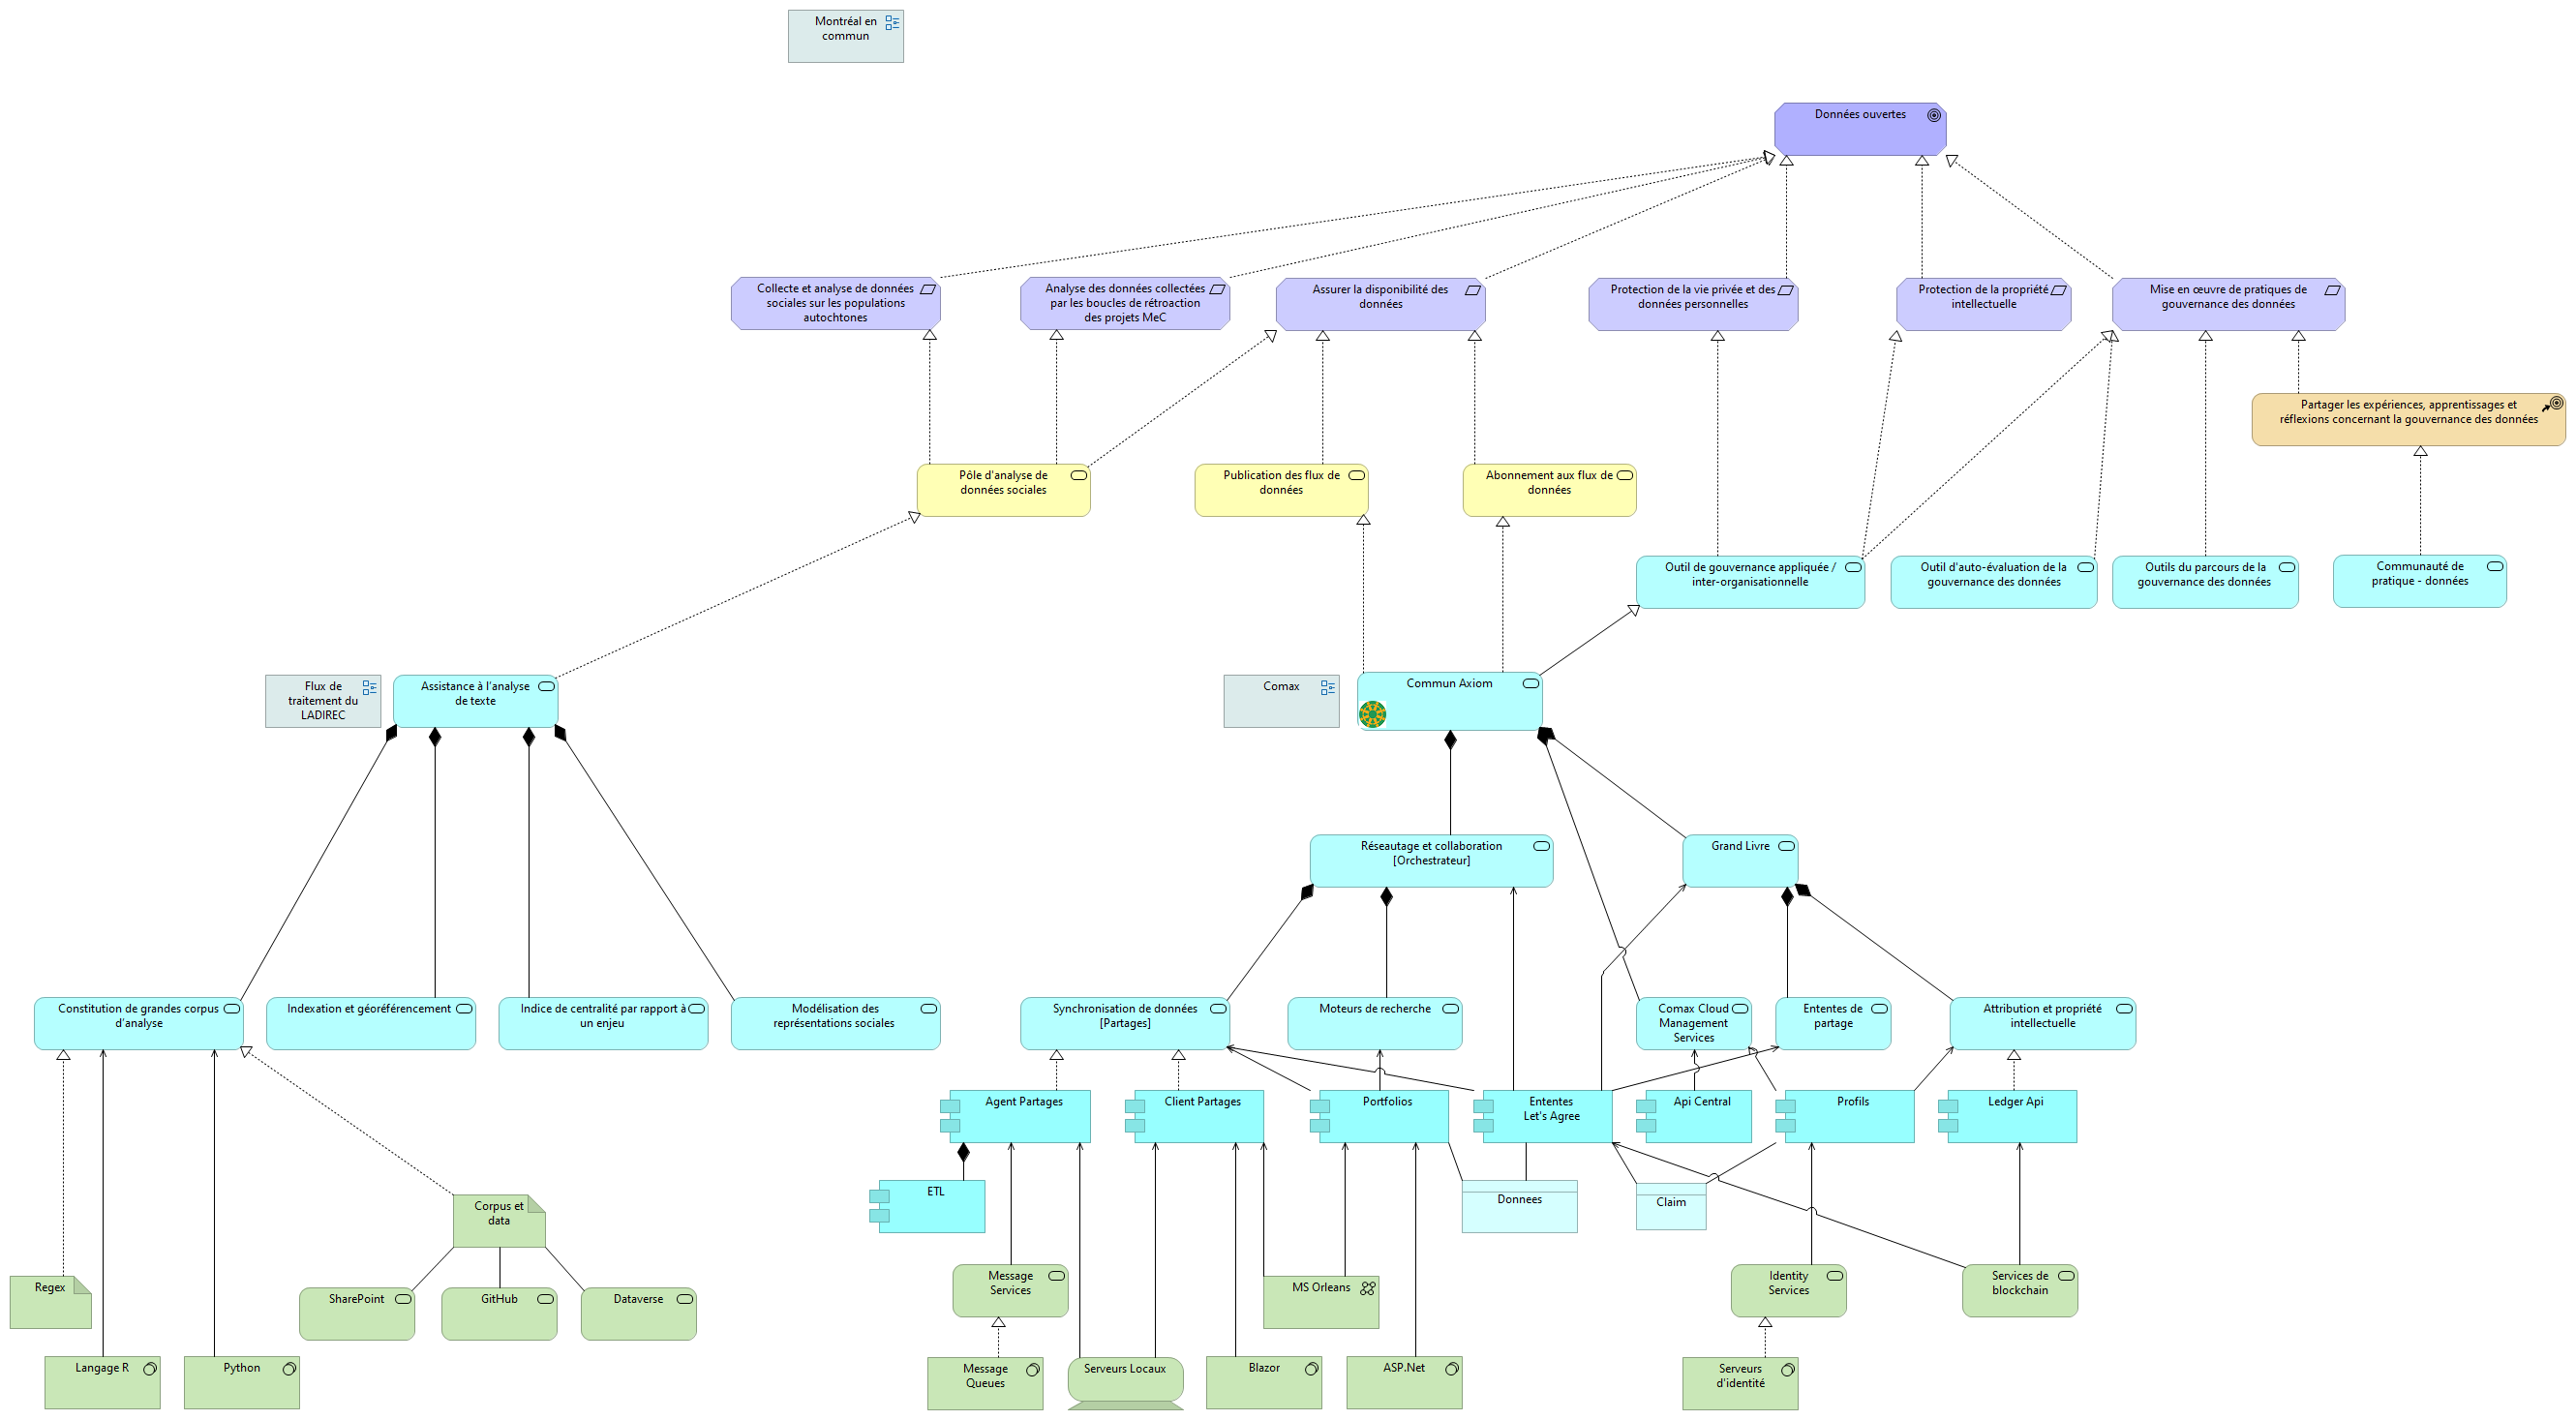 Montréal en
commun
Données ouvertes
Collecte et analyse de données
sociales sur les populations
autochtones
Analyse des données collectées
par les boucles de rétroaction
des projets MeC
Assurer la disponibilité des
données
Protection de la vie privée et des
données personnelles
Protection de la propriété
intellectuelle
Mise en œuvre de pratiques de
gouvernance des données
Partager les expériences, apprentissages et
réflexions concernant la gouvernance des données
Pôle d'analyse de
données sociales
Publication des flux de
données
Abonnement aux flux de
données
Outil de gouvernance appliquée /
inter-organisationnelle
Outil d'auto-évaluation de la
gouvernance des données
Outils du parcours de la
gouvernance des données
Communauté de
pratique - données
Flux de
traitement du
LADIREC
Assistance à l'analyse
de texte
Comax
Commun Axiom
Réseautage et collaboration
[Orchestrateur]
Grand Livre
Constitution de grandes corpus
d'analyse
Indexation et géoréférencement
Indice de centralité par rapport à
un enjeu
Modélisation des
représentations sociales
Synchronisation de données
[Partages]
Moteurs de recherche
Comax Cloud
Management
Services
Ententes de
partage
Attribution et propriété
intellectuelle
Agent Partages
Client Partages
Portfolios
Ententes
Let's Agree
Api Central
Profils
Ledger Api
ETL
Donnees
Claim
Corpus et
data
Regex
SharePoint
GitHub
Dataverse
Message
Services
MS Orleans
Identity
Services
Services de
blockchain
Langage R
Python
Message
Queues
Serveurs Locaux
Blazor
ASP.Net
Serveurs
d'identité